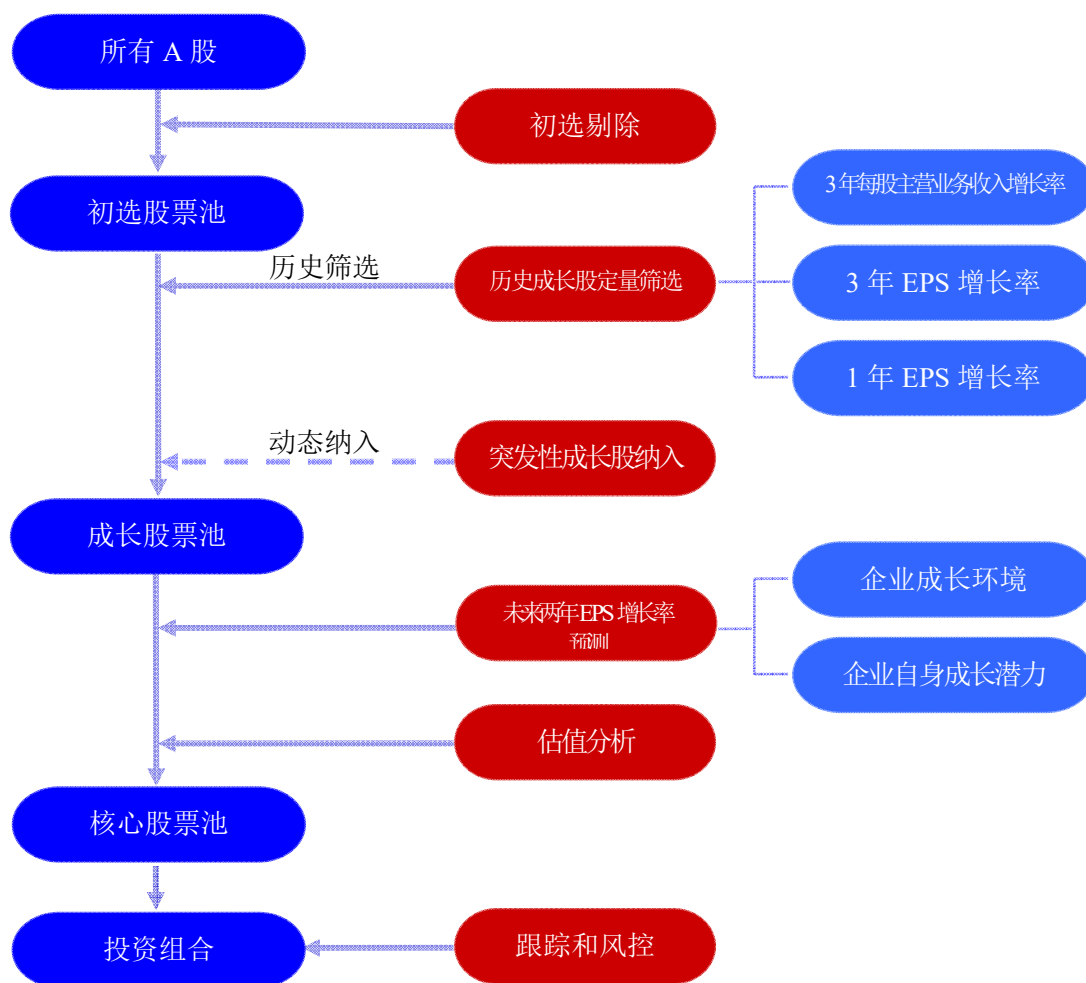 所有 A 股
初选剔除
3 年每股主营业务收入增长率
初选股票池
历史筛选
历史成长股定量筛选
3 年 EPS 增长率
1 年 EPS 增长率
动态纳入
突发性成长股纳入
成长股票池
企业成长环境
未来两年 EPS 增长率
预测
企业自身成长潜力
估值分析
核心股票池
投资组合
跟踪和风控